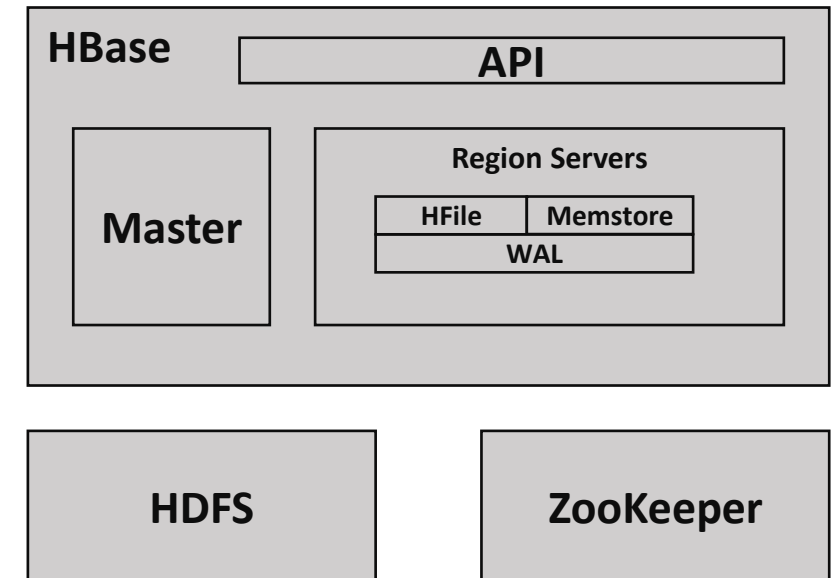 HBase
API
Master
Region Servers
HFile Memstore
WAL
HDFS
ZooKeeper